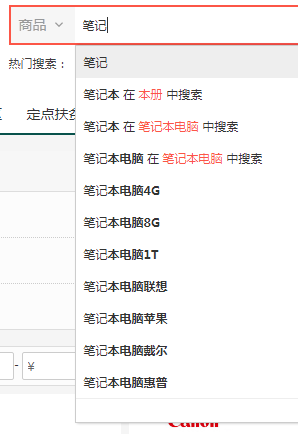 商品 笔记
热门搜索：
笔记
笔记本 在 本册 中搜索
定点扶贫
笔记本 在 笔记本电脑 中搜索
笔记本电脑 在 笔记本电脑 中搜索
笔记本电脑4G
笔记本电脑8G
笔记本电脑1T
笔记本电脑联想
笔记本电脑苹果
笔记本电脑戴尔
- ¥
笔记本电脑惠普
Canon